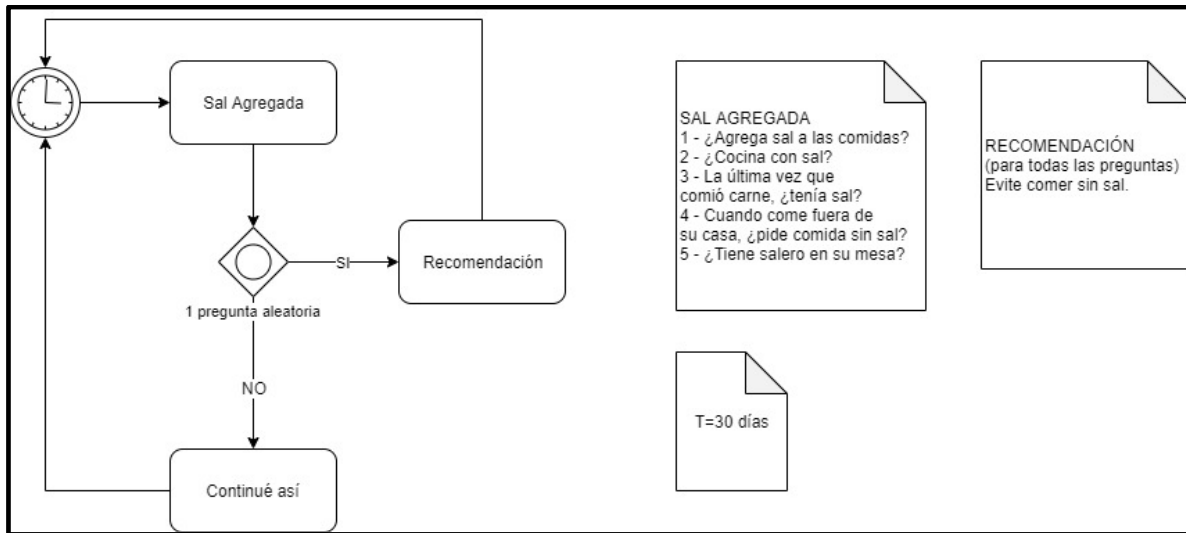 Sal Agregada
1 pregunta aleatoria
SI
Recomendación
NO
Continué así
SAL AGREGADA
1 - ¿Agrega sal a las comidas?
2 - ¿Cocina con sal?
3 - La última vez que
comió carne, ¿tenía sal?
4 - Cuando come fuera de
su casa, ¿pide comida sin sal?
5 - ¿Tiene salero en su mesa?
RECOMENDACIÓN
(para todas las preguntas)
Evite comer sin sal.
T=30 días